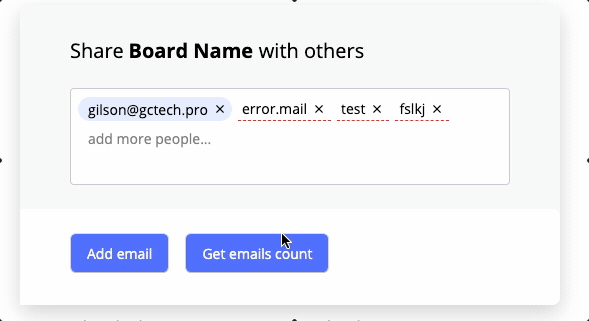 Share Board Name with others
gilson@gctech.pro × error.mail × test × fslkj ×
add more people...
Add email Get emails count